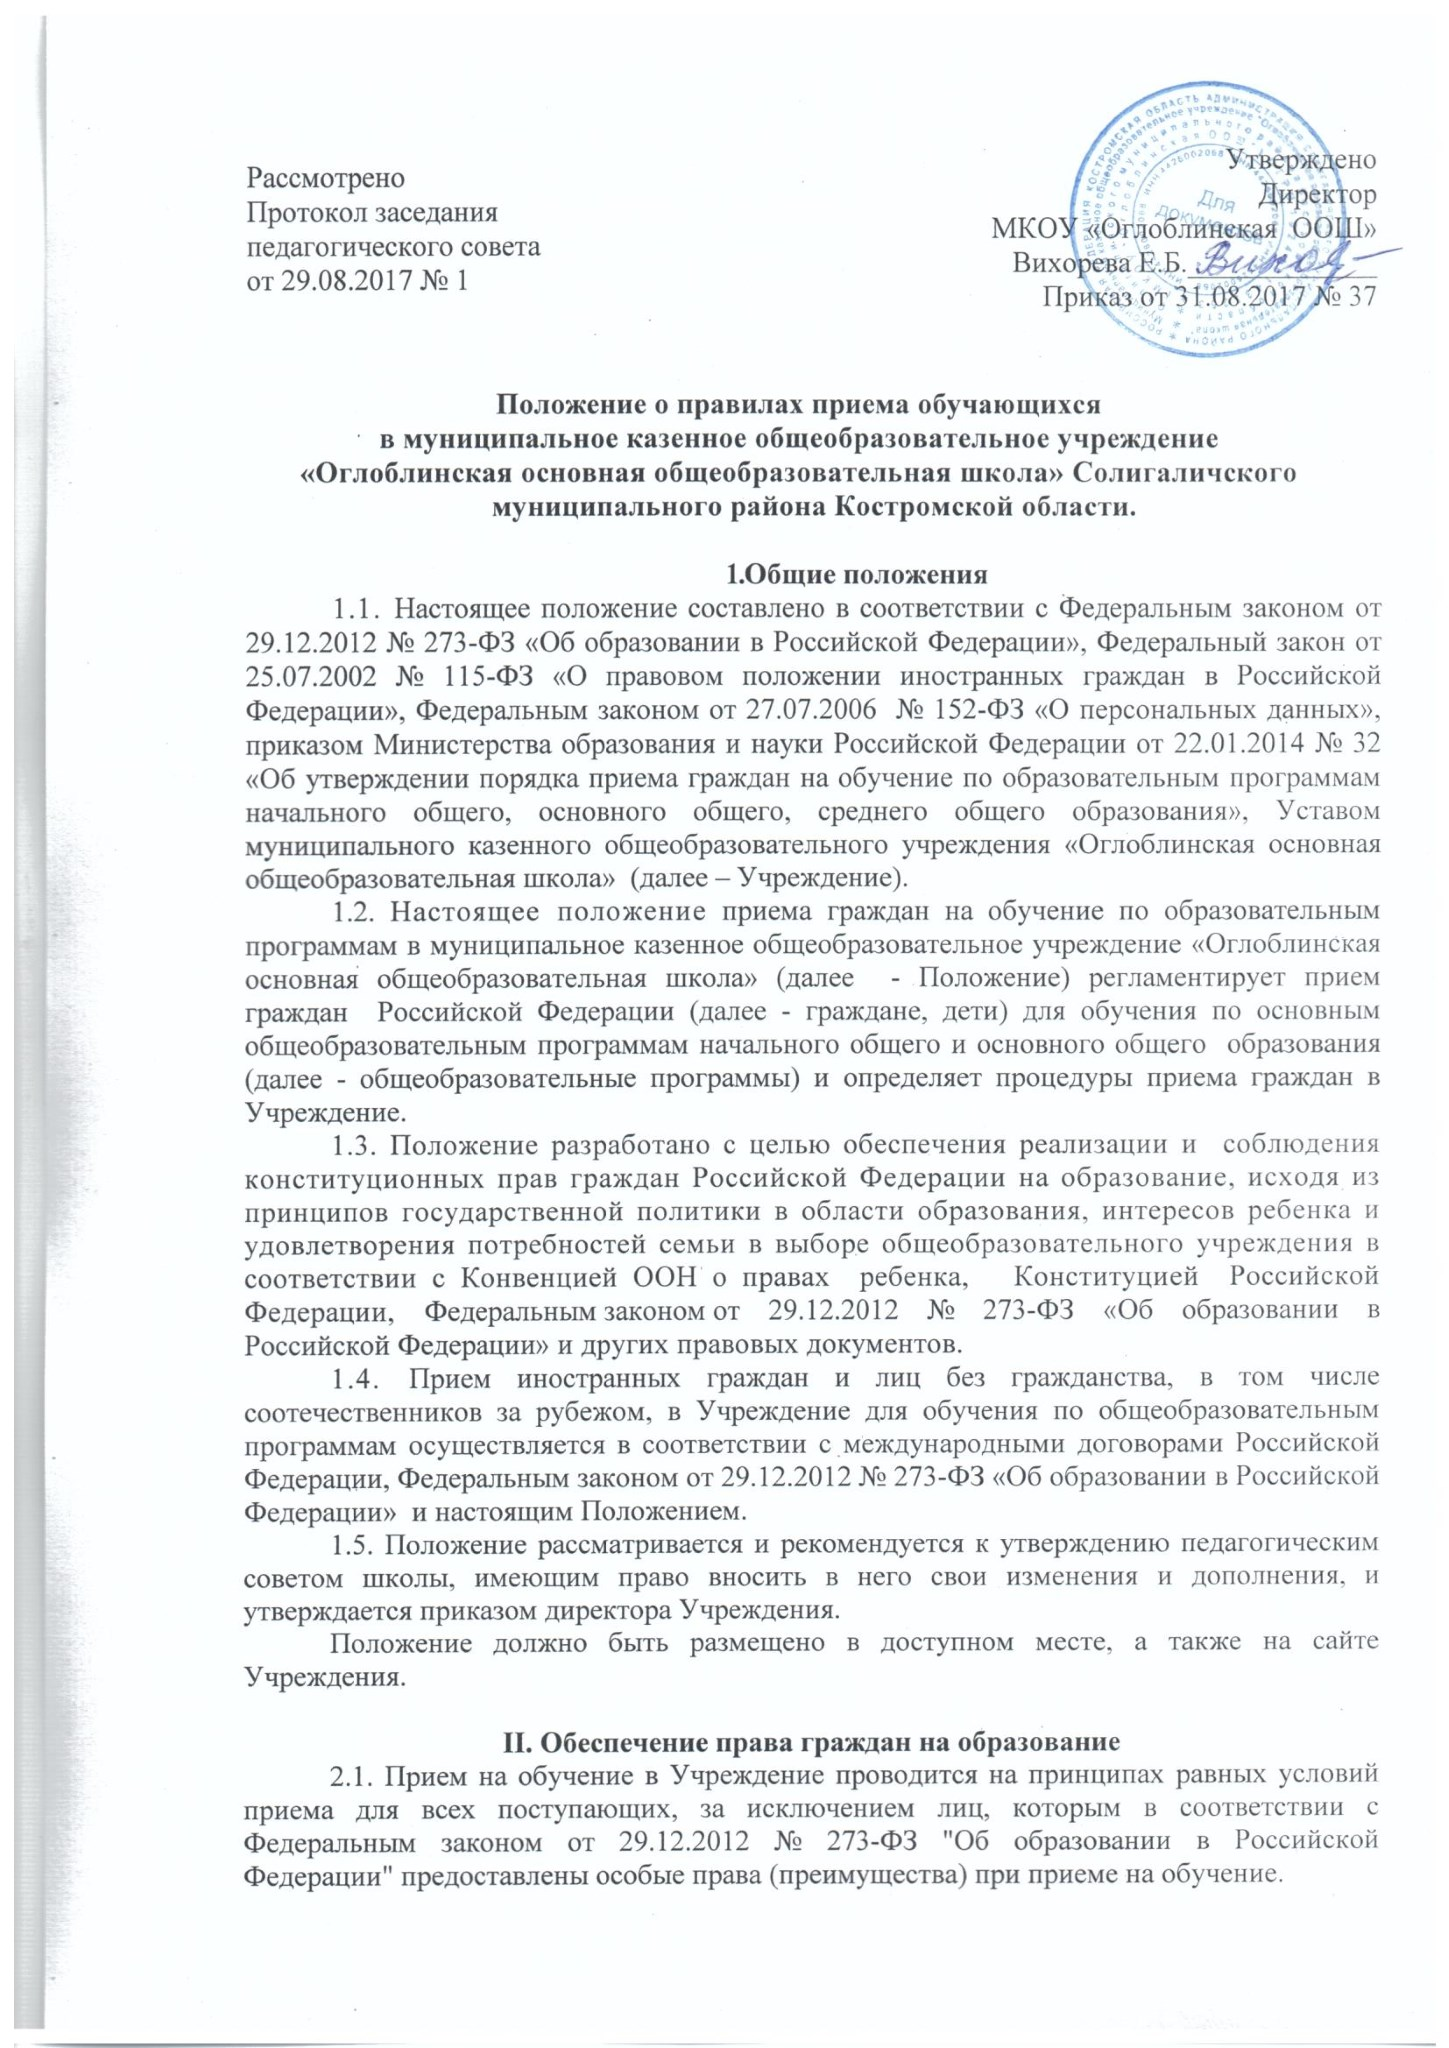 Рассмотрено
Протокол заседания
педагогического совета
от 29.08.2017 № 1
Утверждено
Директор
МКОУ «Оглоблинская ООШ»
Вихорева Е.Б.
Приказ от 31.08.2017 № 37
Для
документов
Положение о правилах приема обучающихся
в муниципальное казенное общеобразовательное учреждение
«Оглоблинская основная общеобразовательная школа» Солигаличского
муниципального района Костромской области.
1.Общие положения
1.1. Настоящее положение составлено в соответствии с Федеральным законом от
29.12.2012 № 273-ФЗ «Об образовании в Российской Федерации», Федеральный закон от
25.07.2002 № 115-ФЗ «О правовом положении иностранных граждан в Российской
Федерации», Федеральным законом от 27.07.2006 № 152-ФЗ «О персональных данных»,
приказом Министерства образования и науки Российской Федерации от 22.01.2014 № 32
«Об утверждении порядка приема граждан на обучение по образовательным программам
начального общего, основного общего, среднего общего образования», Уставом
муниципального казенного общеобразовательного учреждения «Оглоблинская основная
общеобразовательная школа» (далее – Учреждение).
1.2. Настоящее положение приема граждан на обучение по образовательным
программам в муниципальное казенное общеобразовательное учреждение «Оглоблинская
основная общеобразовательная школа» (далее - Положение) регламентирует прием
граждан Российской Федерации (далее - граждане, дети) для обучения по основным
общеобразовательным программам начального общего и основного общего образования
(далее - общеобразовательные программы) и определяет процедуры приема граждан в
Учреждение.
1.3. Положение разработано с целью обеспечения реализации и соблюдения
конституционных прав граждан Российской Федерации на образование, исходя из
принципов государственной политики в области образования, интересов ребенка и
удовлетворения потребностей семьи в выборе общеобразовательного учреждения в
соответствии с Конвенцией ООН о правах ребенка, Конституцией Российской
Федерации, Федеральным законом от 29.12.2012 № 273-ФЗ «Об образовании в
Российской Федерации» и других правовых документов.
1.4. Прием иностранных граждан и лиц без гражданства, в том числе
соотечественников за рубежом, в Учреждение для обучения по общеобразовательным
программам осуществляется в соответствии с международными договорами Российской
Федерации, Федеральным законом от 29.12.2012 № 273-ФЗ «Об образовании в Российской
Федерации» и настоящим Положением.
1.5. Положение рассматривается и рекомендуется к утверждению педагогическим
советом школы, имеющим право вносить в него свои изменения и дополнения, и
утверждается приказом директора Учреждения.
Положение должно быть размещено в доступном месте, а также на сайте
Учреждения.
II. Обеспечение права граждан на образование
2.1. Прием на обучение в Учреждение проводится на принципах равных условий
приема для всех поступающих, за исключением лиц, которым в соответствии с
Федеральным законом от 29.12.2012 № 273-ФЗ "Об образовании в Российской
Федерации" предоставлены особые права (преимущества) при приеме на обучение.